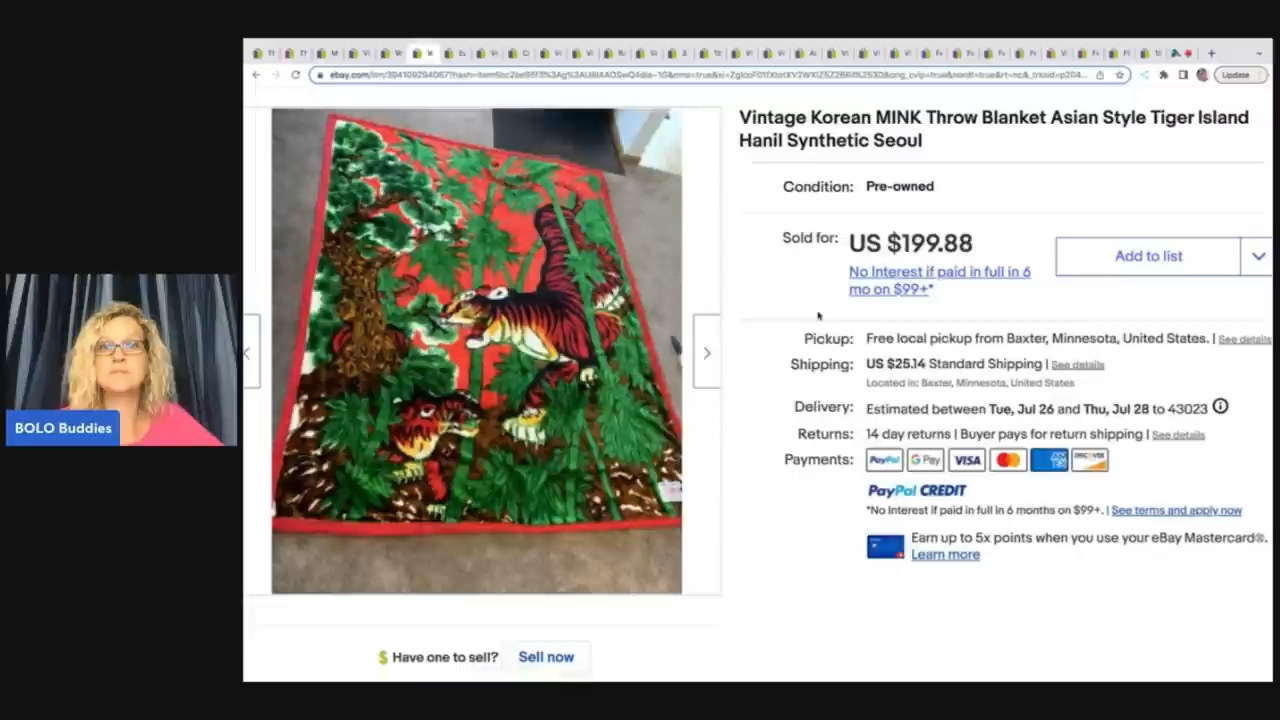 Update
Vintage Korean MINK Throw Blanket Asian Style Tiger Island
Hanil Synthetic Seoul
Condition: Pre-owned
Sold for: US $199.88
Add to list
No Interest if paid in full in 6
mo on $99+*
Pickup: Free local pickup from Baxter, Minnesota, United States. | See details
Shipping: US $25.14 Standard Shipping | See details
Located in: Baxter, Minnesota, United States
Delivery: Estimated between Tue, Jul 26 and Thu, Jul 28 to 43023
Returns: 14 day returns | Buyer pays for return shipping | See details
Payments: PayPal G Pay VISA
DISCOVER
PayPal CREDIT
*No Interest if paid in full in 6 months on $99+. | See terms and apply now
Earn up to 5x points when you use your eBay Mastercard®.
Learn more
BOLO Buddies
$ Have one to sell? Sell now